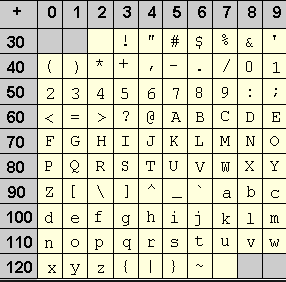 + 0 1 2 3 4 5 6 7 8 9
30 ! " # $ % & '
40 ( ) * + , - . / 0 1
50 2 3 4 5 6 7 8 9 : ;
60 < = > ? @ A B C D E
70 F G H I J K L M N O
80 P Q R S T U V W X Y
90 Z [ \ ] ^ _ ` a b c
100 d e f g h i j k l m
110 n o p q r s t u v w
120 x y z { | } ~